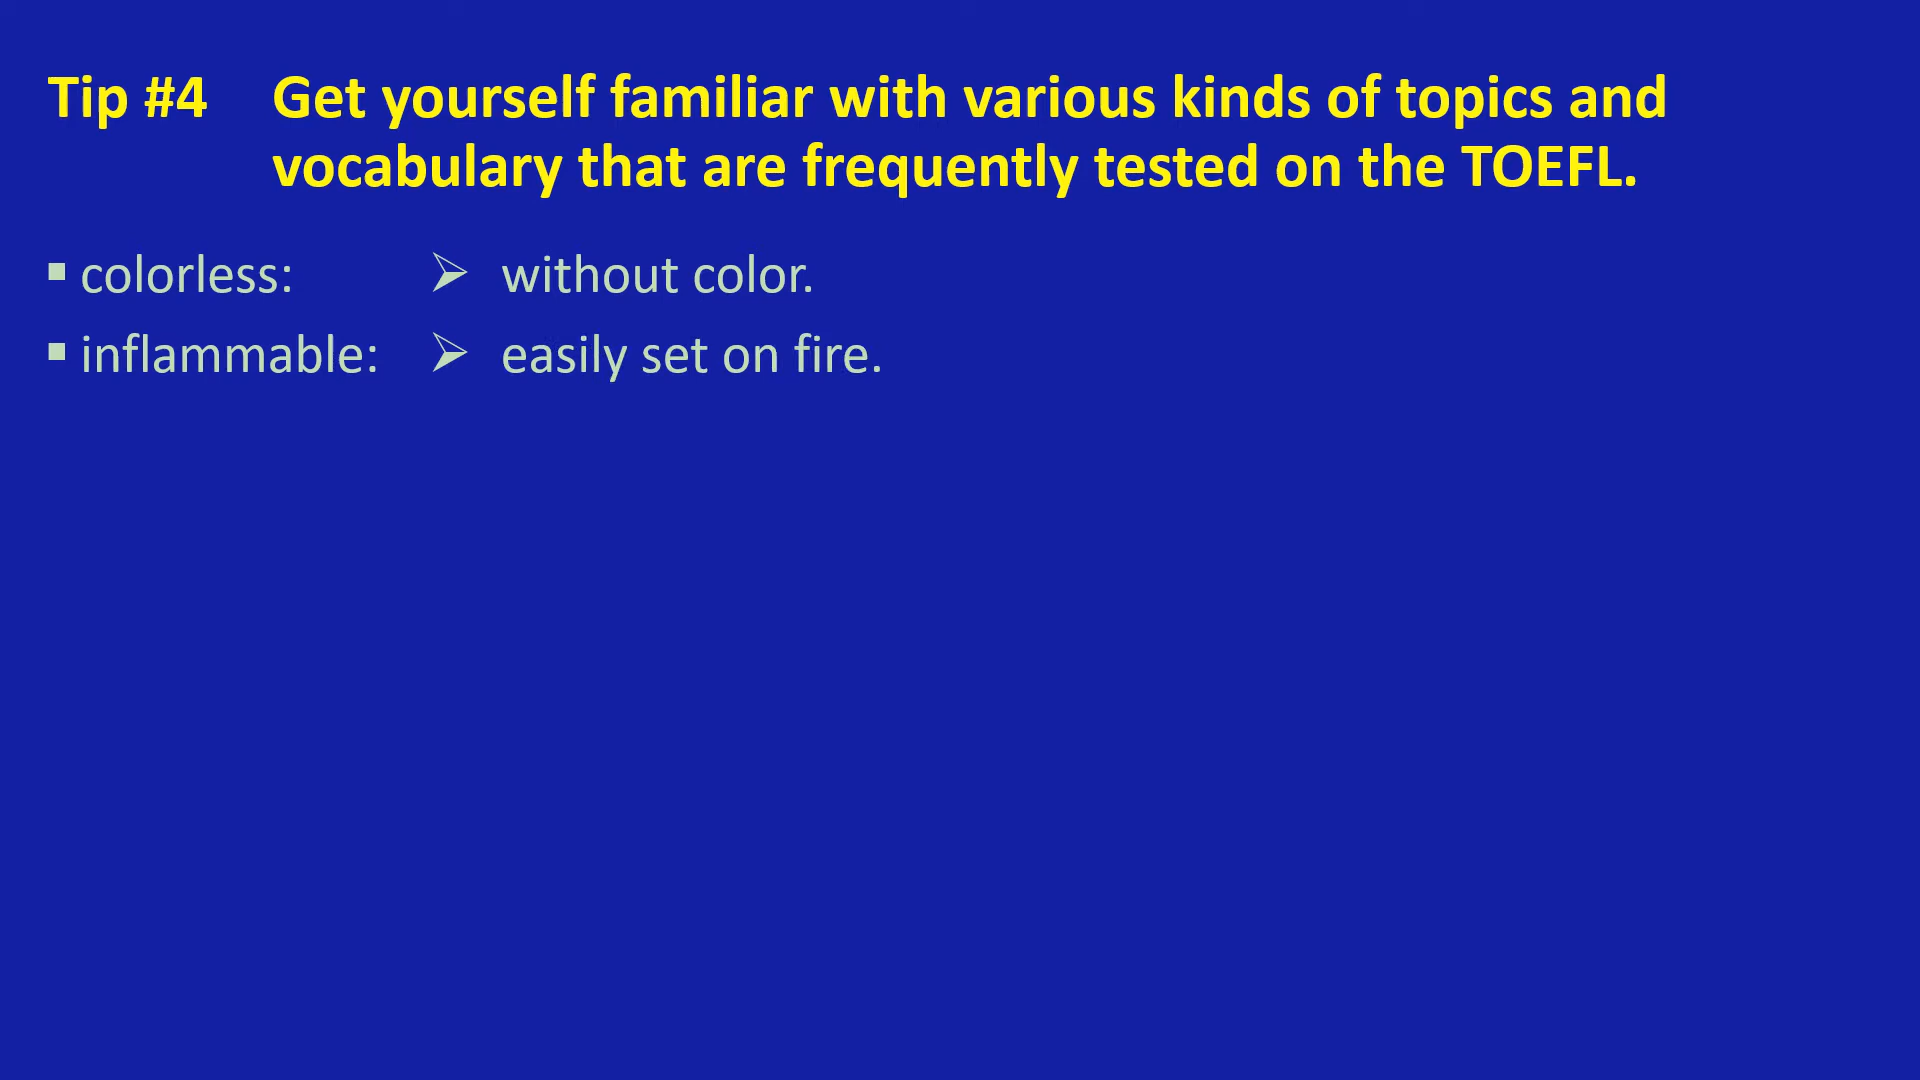 Tip #4 Get yourself familiar with various kinds of topics and
vocabulary that are frequently tested on the TOEFL.
▪ colorless: ➢ without color.
▪ inflammable: ➢ easily set on fire.